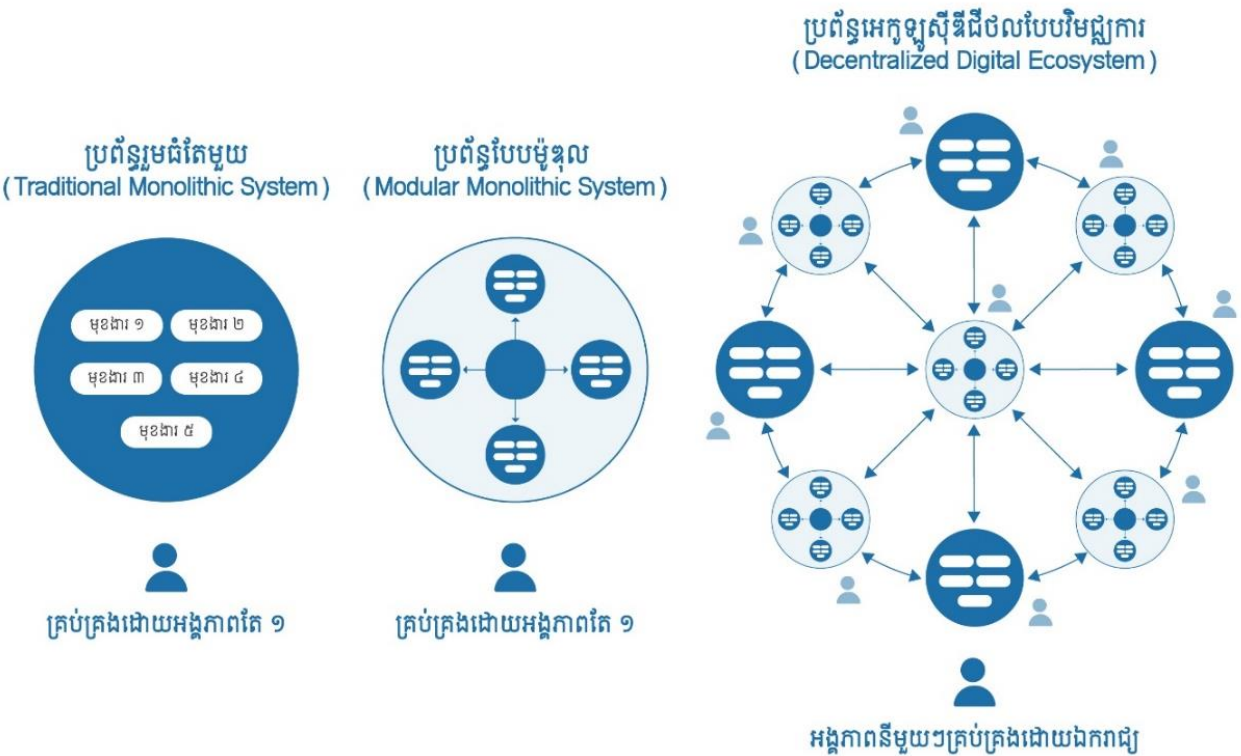 ប្រព័ន្ធអេកូឡូស៊ីឌីជីថលបែបវិមជ្ឈការ
(Decentralized Digital Ecosystem)
ប្រព័ន្ធរួមធំតែមួយ
(Traditional Monolithic System)
ប្រព័ន្ធបែបម៉ូឌុល
(Modular Monolithic System)
មុខងារ ១
មុខងារ ២
មុខងារ ៣
មុខងារ ៤
មុខងារ ៥
គ្រប់គ្រងដោយអង្គភាពតែ ១
គ្រប់គ្រងដោយអង្គភាពតែ ១
អង្គភាពនីមួយៗគ្រប់គ្រងដោយឯករាជ្យ